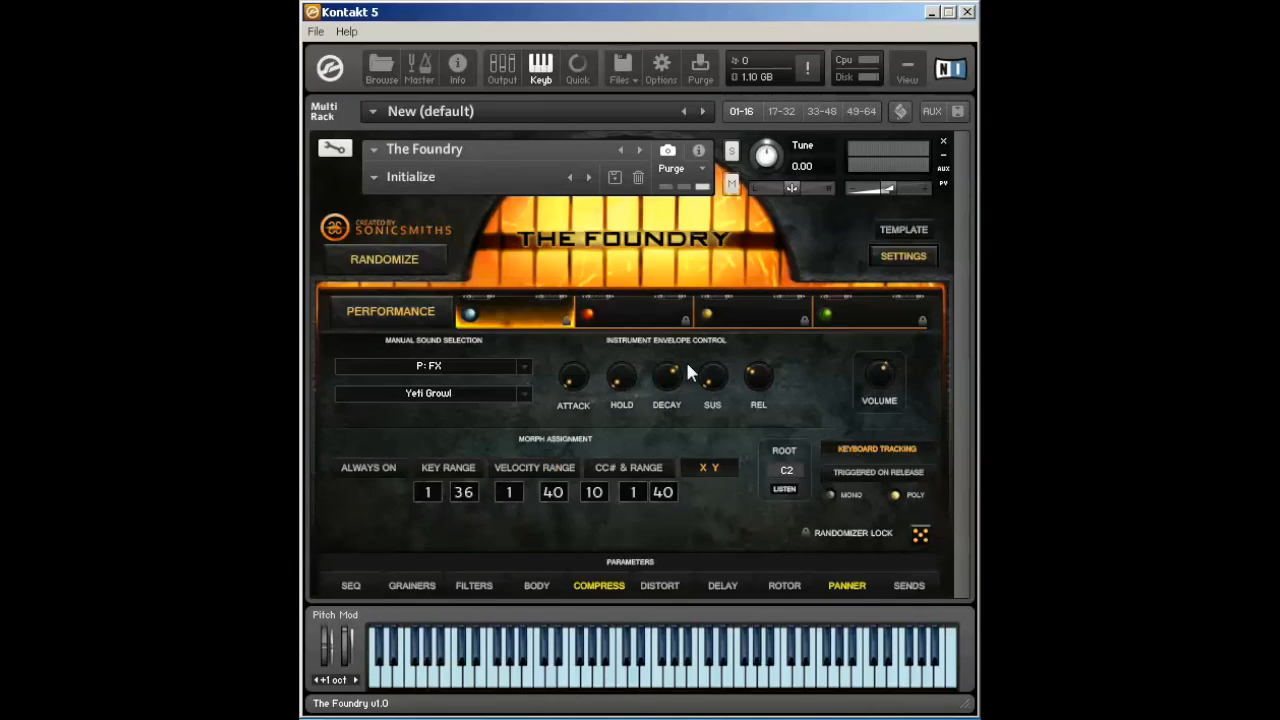 Kontakt 5
File Help
Browse Master Info Output Keyb Quick Files Options Purge
0
1.10 GB
!
Cpu
Disk
View
NI
Multi Rack
New (default)
01-16 17-32 33-48 49-64 AUX
The Foundry
Initialize
Purge
S
M
Tune
0.00
L R
AUX
PV
CREATED BY
SONICSMITHS
THE FOUNDRY
TEMPLATE
RANDOMIZE
SETTINGS
PERFORMANCE
MANUAL SOUND SELECTION
INSTRUMENT ENVELOPE CONTROL
P: FX
Yeti Growl
ATTACK HOLD DECAY SUS REL
VOLUME
MORPH ASSIGNMENT
ALWAYS ON KEY RANGE VELOCITY RANGE CC# & RANGE X Y
1 36 1 40 10 1 40
ROOT
C2
LISTEN
KEYBOARD TRACKING
TRIGGERED ON RELEASE
MONO POLY
RANDOMIZER LOCK
PARAMETERS
SEQ GRAINERS FILTERS BODY COMPRESS DISTORT DELAY ROTOR PANNER SENDS
Pitch Mod
+1 oct
The Foundry v1.0